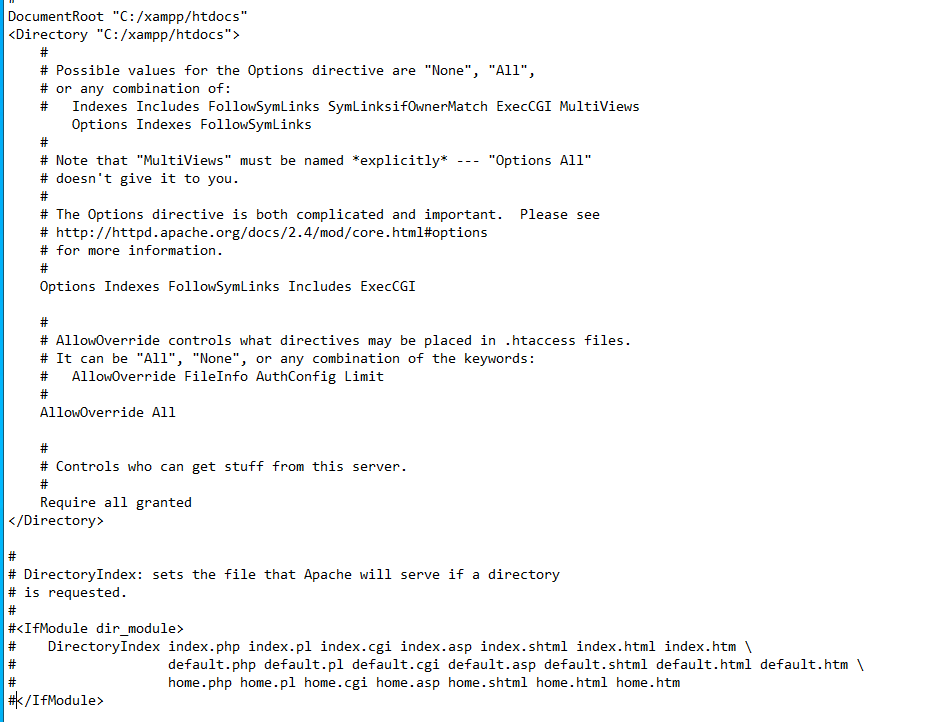 #
DocumentRoot "C:/xampp/htdocs"
<Directory "C:/xampp/htdocs">
    #
    # Possible values for the Options directive are "None", "All",
    # or any combination of:
    #   Indexes Includes FollowSymLinks SymLinksifOwnerMatch ExecCGI MultiViews
        Options Indexes FollowSymLinks
    #
    # Note that "MultiViews" must be named *explicitly* --- "Options All"
    # doesn't give it to you.
    #
    # The Options directive is both complicated and important.  Please see
    # http://httpd.apache.org/docs/2.4/mod/core.html#options
    # for more information.
    #
    Options Indexes FollowSymLinks Includes ExecCGI

    #
    # AllowOverride controls what directives may be placed in .htaccess files.
    # It can be "All", "None", or any combination of the keywords:
    #   AllowOverride FileInfo AuthConfig Limit
    #
    AllowOverride All

    #
    # Controls who can get stuff from this server.
    #
    Require all granted
</Directory>

#
# DirectoryIndex: sets the file that Apache will serve if a directory
# is requested.
#
#<IfModule dir_module>
#    DirectoryIndex index.php index.pl index.cgi index.asp index.shtml index.html index.htm \
#                   default.php default.pl default.cgi default.asp default.shtml default.html default.htm \
#                   home.php home.pl home.cgi home.asp home.shtml home.html home.htm
#</IfModule>